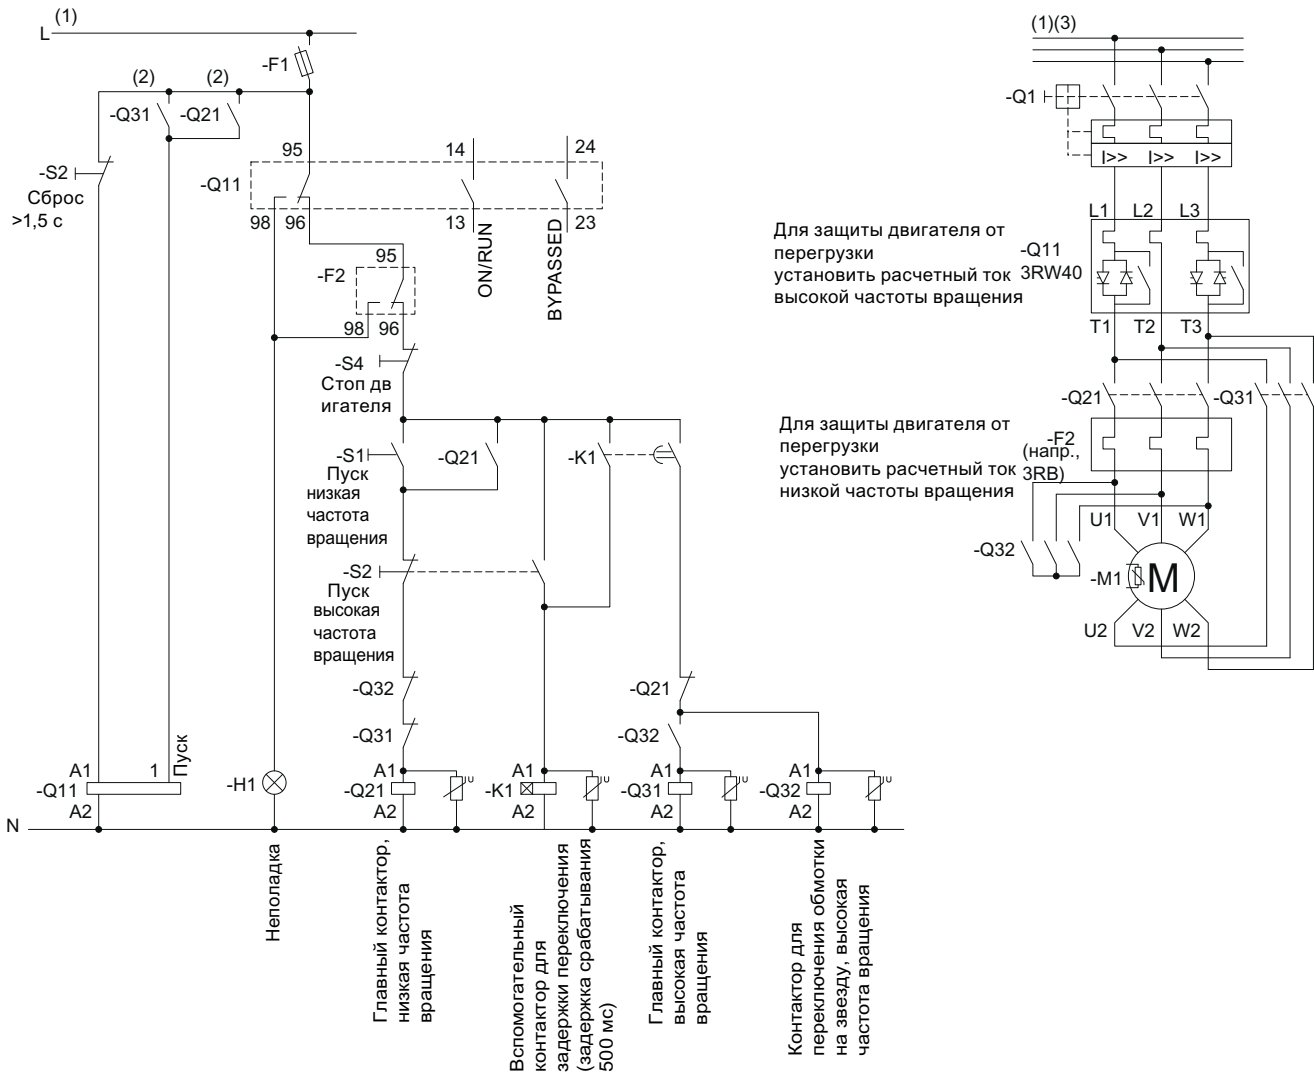 (1)
L
-F1
(2)
(2)
-Q31
-Q21
-S2
Сброс
>1,5 с
95
14
24
-Q11
98
96
13
23
ON/RUN
BYPASSED
95
-F2
98
96
-S4
Стоп дв
игателя
-S1
Пуск
низкая
частота
вращения
-Q21
-K1
-S2
Пуск
высокая
частота
вращения
-Q32
-Q21
-Q31
-Q32
A1
1
Пуск
-Q11
A2
-H1
A1
-Q21
A2
U
A1
-K1
A2
U
A1
-Q31
A2
U
A1
-Q32
A2
U
N
Неполадка
Главный контактор,
низкая частота
вращения
Вспомогательный
контактор для
задержки переключения
(задержка срабатывания
500 мс)
Главный контактор,
высокая частота
вращения
Контактор для
переключения обмотки
на звезду, высокая
частота вращения
(1)(3)
-Q1
I>>
I>>
I>>
L1
L2
L3
Для защиты двигателя от
перегрузки
установить расчетный ток
высокой частоты вращения
-Q11
3RW40
T1
T2
T3
-Q21
-Q31
Для защиты двигателя от
перегрузки
установить расчетный ток
низкой частоты вращения
-F2
(напр.,
3RB)
U1
V1
W1
-Q32
-M1
M
U2
V2
W2